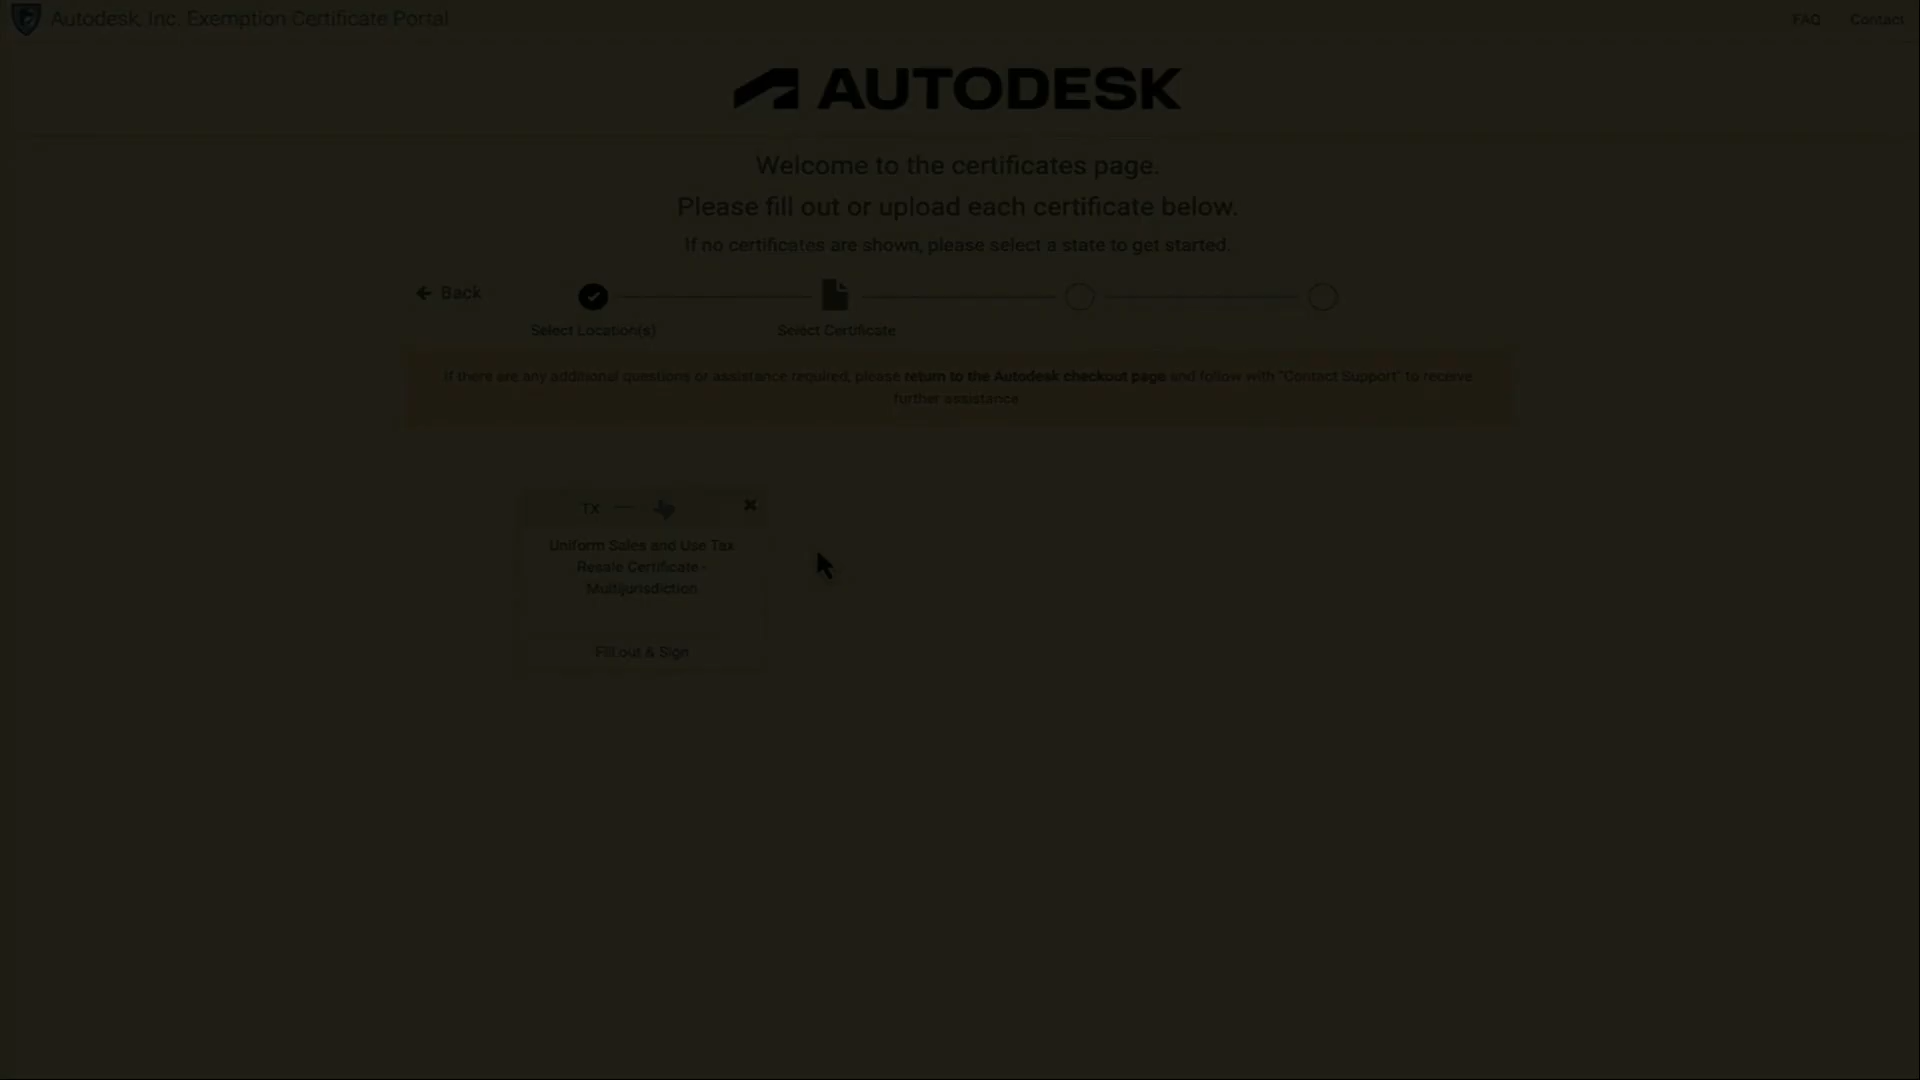 Autodesk, Inc. Exemption Certificate Portal
FAQ
Contact
AUTODESK
Welcome to the certificates page.
Please fill out or upload each certificate below.
If no certificates are shown, please select a state to get started.
Back
Select Location(s)
Select Certificate
If there are any additional questions or assistance required, please return to the Autodesk checkout page and follow with "Contact Support" to receive
further assistance
TX
Uniform Sales and Use Tax
Resale Certificate -
Multijurisdiction
Fill out & Sign